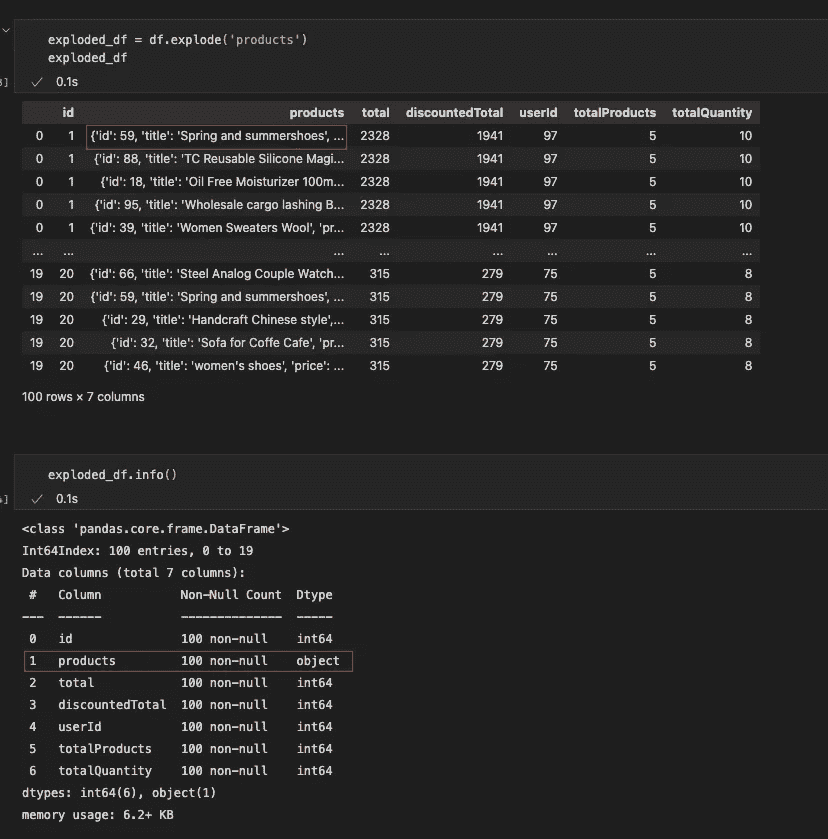 exploded_df = df.explode('products')
exploded_df
3]
0.1s
id products total discountedTotal userId totalProducts totalQuantity
0 1 {'id': 59, 'title': 'Spring and summershoes', ... 2328 1941 97 5 10
0 1 {'id': 88, 'title': 'TC Reusable Silicone Magi... 2328 1941 97 5 10
0 1 {'id': 18, 'title': 'Oil Free Moisturizer 100m... 2328 1941 97 5 10
0 1 {'id': 95, 'title': 'Wholesale cargo lashing B... 2328 1941 97 5 10
0 1 {'id': 39, 'title': 'Women Sweaters Wool', 'pr... 2328 1941 97 5 10
... ... ... ... ... ... ... ...
19 20 {'id': 66, 'title': 'Steel Analog Couple Watch... 315 279 75 5 8
19 20 {'id': 59, 'title': 'Spring and summershoes', ... 315 279 75 5 8
19 20 {'id': 29, 'title': 'Handcraft Chinese style',... 315 279 75 5 8
19 20 {'id': 32, 'title': 'Sofa for Coffe Cafe', 'pr... 315 279 75 5 8
19 20 {'id': 46, 'title': 'women's shoes', 'price': ... 315 279 75 5 8
100 rows × 7 columns
exploded_df.info()
4]
0.1s
<class 'pandas.core.frame.DataFrame'>
Int64Index: 100 entries, 0 to 19
Data columns (total 7 columns):
# Column Non-Null Count Dtype
--- ------ -------------- -----
0 id 100 non-null int64
1 products 100 non-null object
2 total 100 non-null int64
3 discountedTotal 100 non-null int64
4 userId 100 non-null int64
5 totalProducts 100 non-null int64
6 totalQuantity 100 non-null int64
dtypes: int64(6), object(1)
memory usage: 6.2+ KB